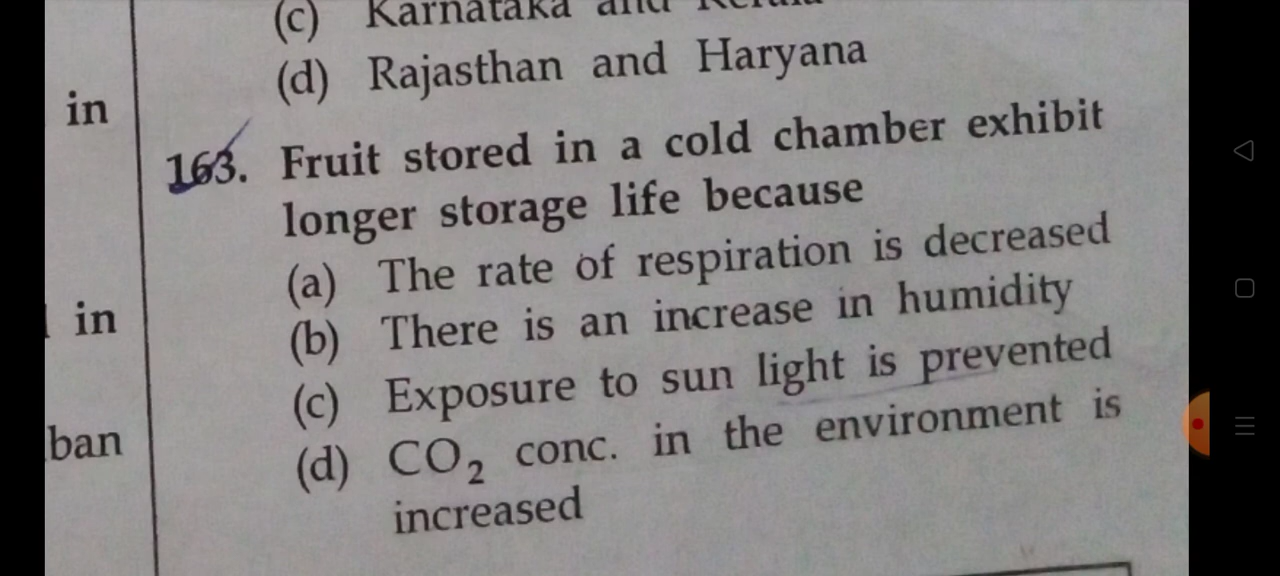 (c) Karnataka and Kerala
(d) Rajasthan and Haryana
in
163. Fruit stored in a cold chamber exhibit
longer storage life because
(a) The rate of respiration is decreased
in
(b) There is an increase in humidity
(c) Exposure to sun light is prevented
ban
(d) CO₂ conc. in the environment is
increased